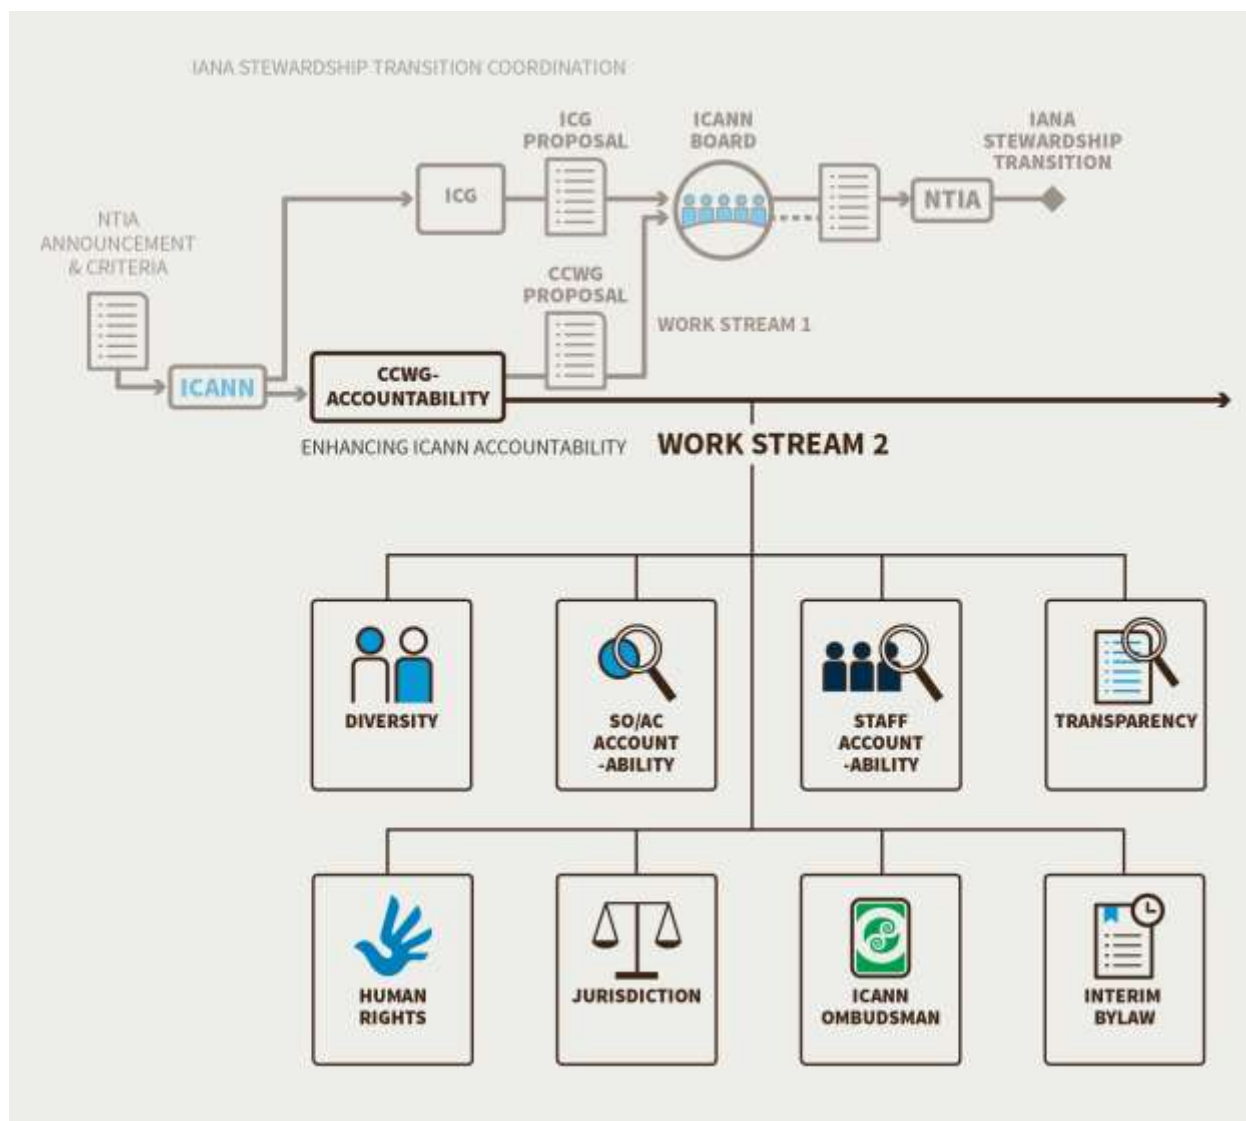 IANA STEWARDSHIP TRANSITION COORDINATION
ICG
PROPOSAL
ICANN
BOARD
IANA
STEWARDSHIP
TRANSITION
ICG
NTIA
NTIA
ANNOUNCEMENT
& CRITERIA
CCWG
PROPOSAL
WORK STREAM 1
ICANN
CCWG-
ACCOUNTABILITY
ENHANCING ICANN ACCOUNTABILITY
WORK STREAM 2
DIVERSITY
SO/AC
ACCOUNT
-ABILITY
STAFF
ACCOUNT
-ABILITY
TRANSPARENCY
HUMAN
RIGHTS
JURISDICTION
ICANN
OMBUDSMAN
INTERIM
BYLAW